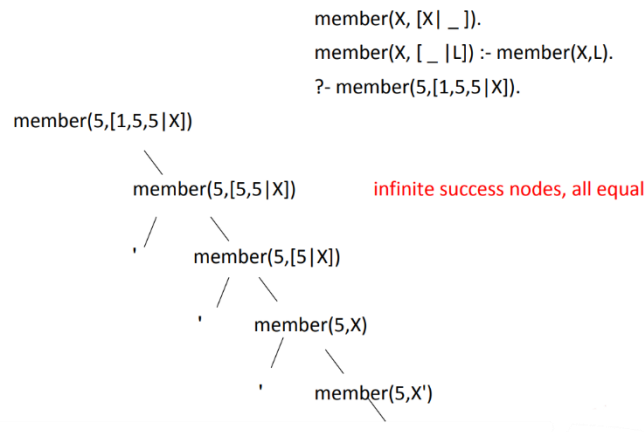 member(X, [X| _ ]).
member(X, [ _ |L]) :- member(X,L).
?- member(5,[1,5,5|X]).
member(5,[1,5,5|X])
member(5,[5,5|X])
infinite success nodes, all equal
'
member(5,[5|X])
'
member(5,X)
'
member(5,X')